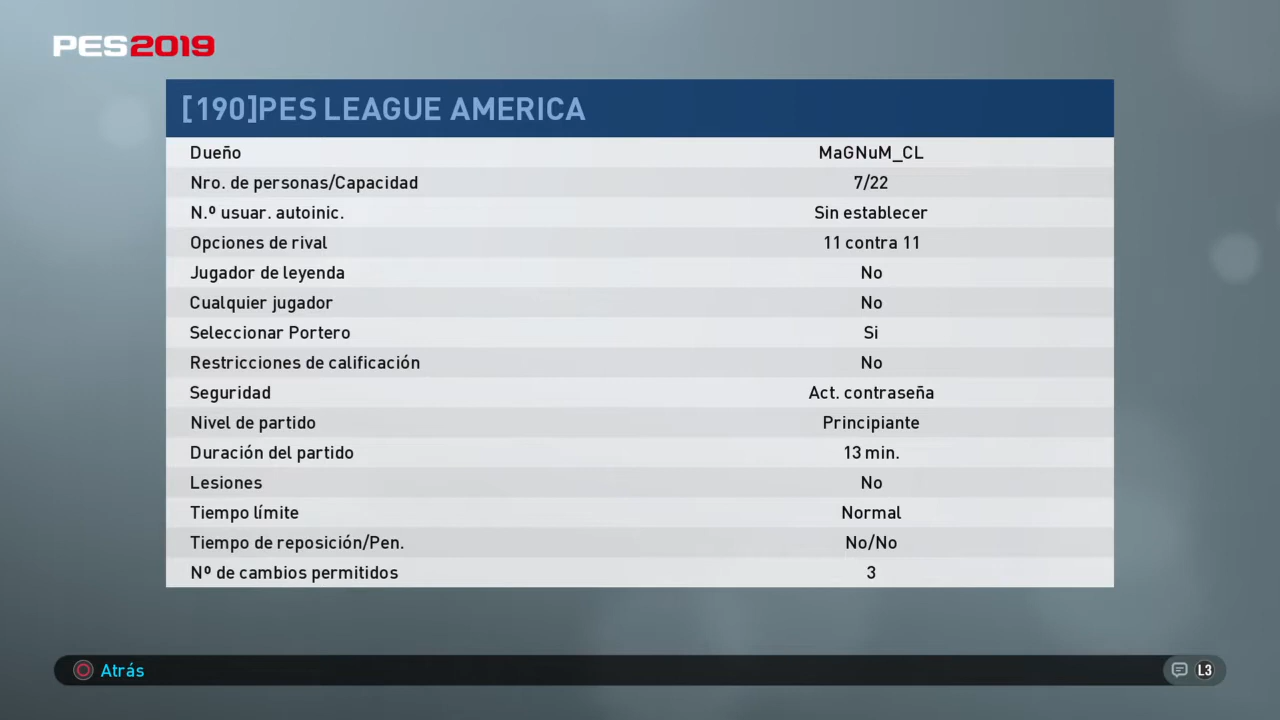 PES2019
[190]PES LEAGUE AMERICA
Dueño MaGNuM_CL
Nro. de personas/Capacidad 7/22
N.º usuar. autoinic. Sin establecer
Opciones de rival 11 contra 11
Jugador de leyenda No
Cualquier jugador No
Seleccionar Portero Si
Restricciones de calificación No
Seguridad Act. contraseña
Nivel de partido Principiante
Duración del partido 13 min.
Lesiones No
Tiempo límite Normal
Tiempo de reposición/Pen. No/No
Nº de cambios permitidos 3
Atrás L3